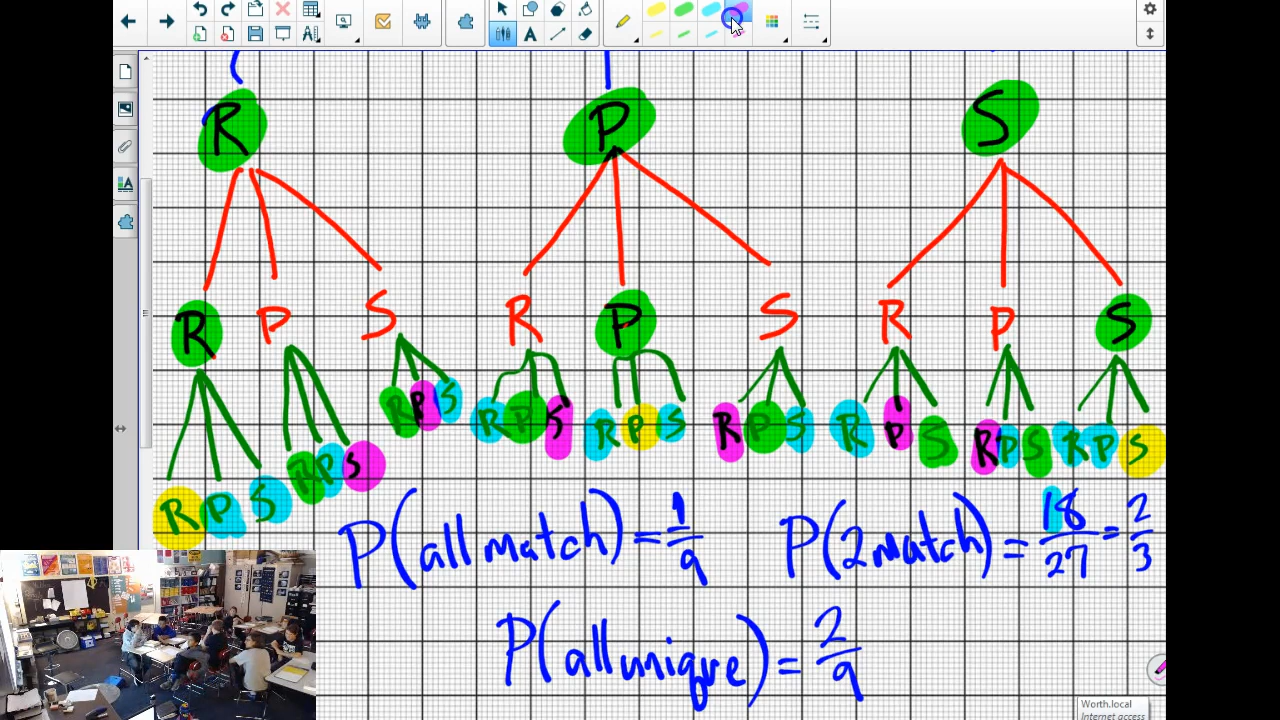 R P S
R P S R P S R P S
R P S R P S R P S R P S R P S R P S R P S R P S R P S
P(all match) = 1/9
P(2 match) = 18/27 = 2/3
P(all unique) = 2/9
Worth.local
Internet access